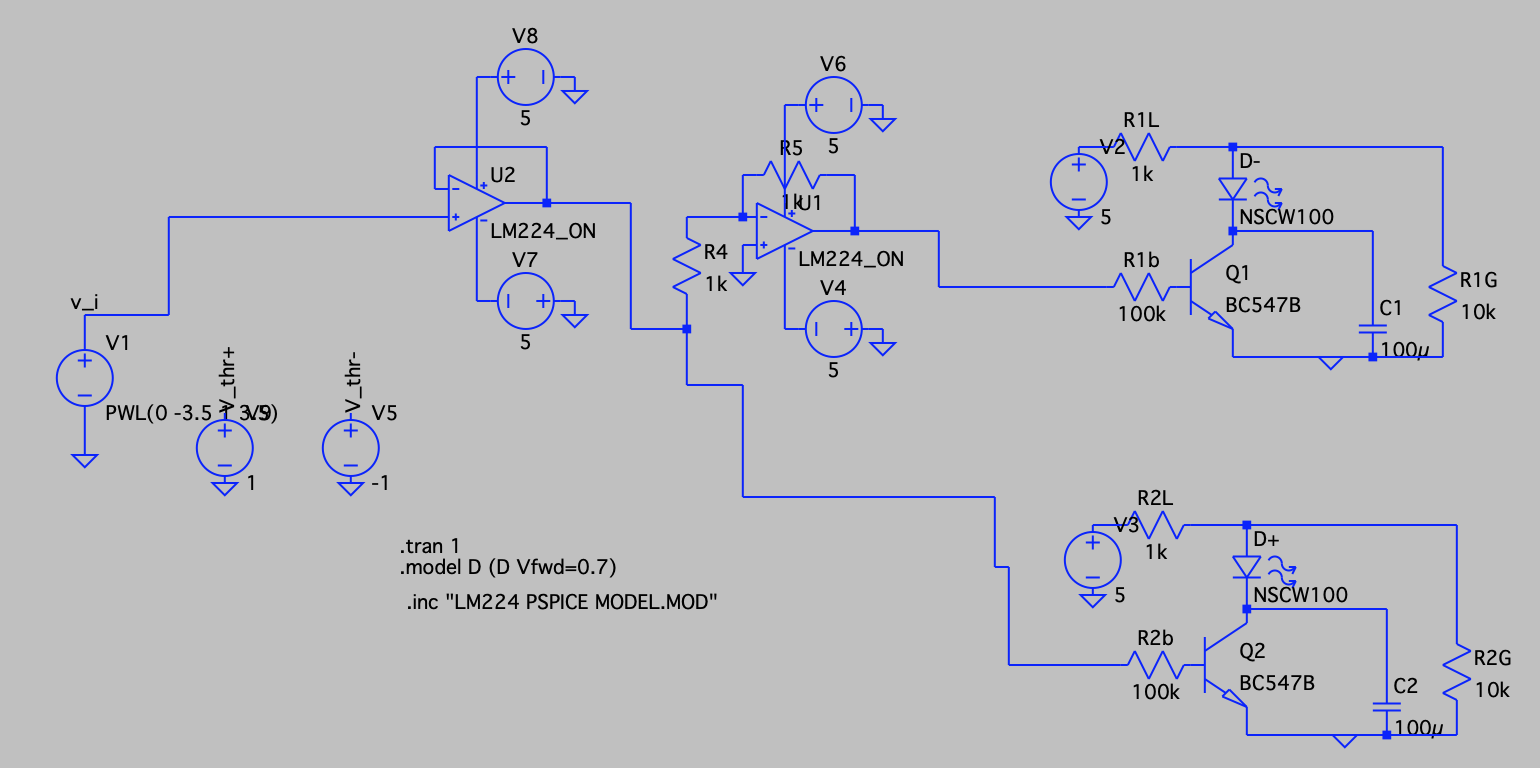 V8
5
U2
LM224_ON
V7
5
V6
5
R5
1k
U1
LM224_ON
R4
1k
V4
5
v_i
V1
PWL(0 -3.5 1 3.5)
V_thr+
V9
1
V_thr-
V5
-1
.tran 1
.model D (D Vfwd=0.7)
.inc "LM224 PSPICE MODEL.MOD"
R1L
1k
V2
5
D-
NSCW100
R1b
100k
Q1
BC547B
C1
100µ
R1G
10k
R2L
1k
V3
5
D+
NSCW100
R2b
100k
Q2
BC547B
C2
100µ
R2G
10k